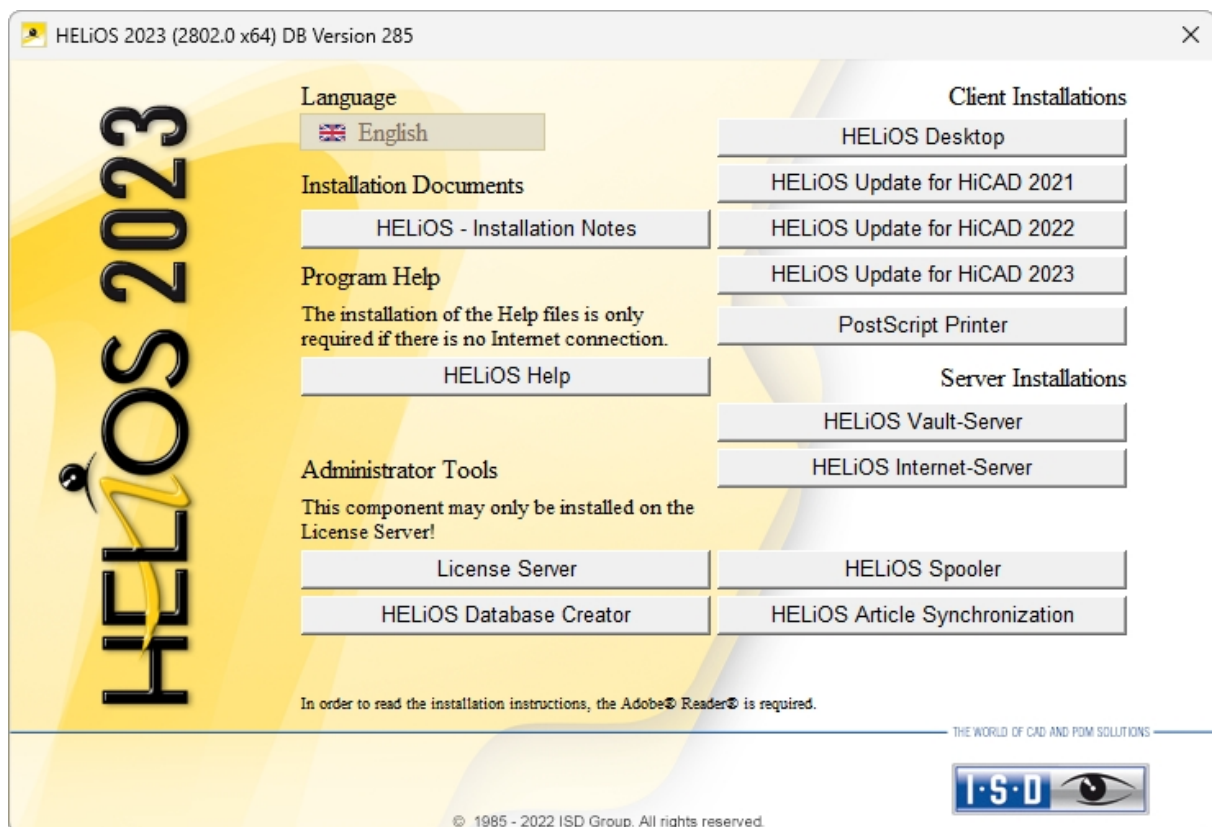 HELiOS 2023 (2802.0 x64) DB Version 285
HELiOS 2023
Language
English
Installation Documents
HELiOS - Installation Notes
Program Help
The installation of the Help files is only
required if there is no Internet connection.
HELiOS Help
Administrator Tools
This component may only be installed on the
License Server!
License Server
HELiOS Database Creator
Client Installations
HELiOS Desktop
HELiOS Update for HiCAD 2021
HELiOS Update for HiCAD 2022
HELiOS Update for HiCAD 2023
PostScript Printer
Server Installations
HELiOS Vault-Server
HELiOS Internet-Server
HELiOS Spooler
HELiOS Article Synchronization
In order to read the installation instructions, the Adobe® Reader® is required.
THE WORLD OF CAD AND PDM SOLUTIONS
I·S·D
© 1985 - 2022 ISD Group. All rights reserved.